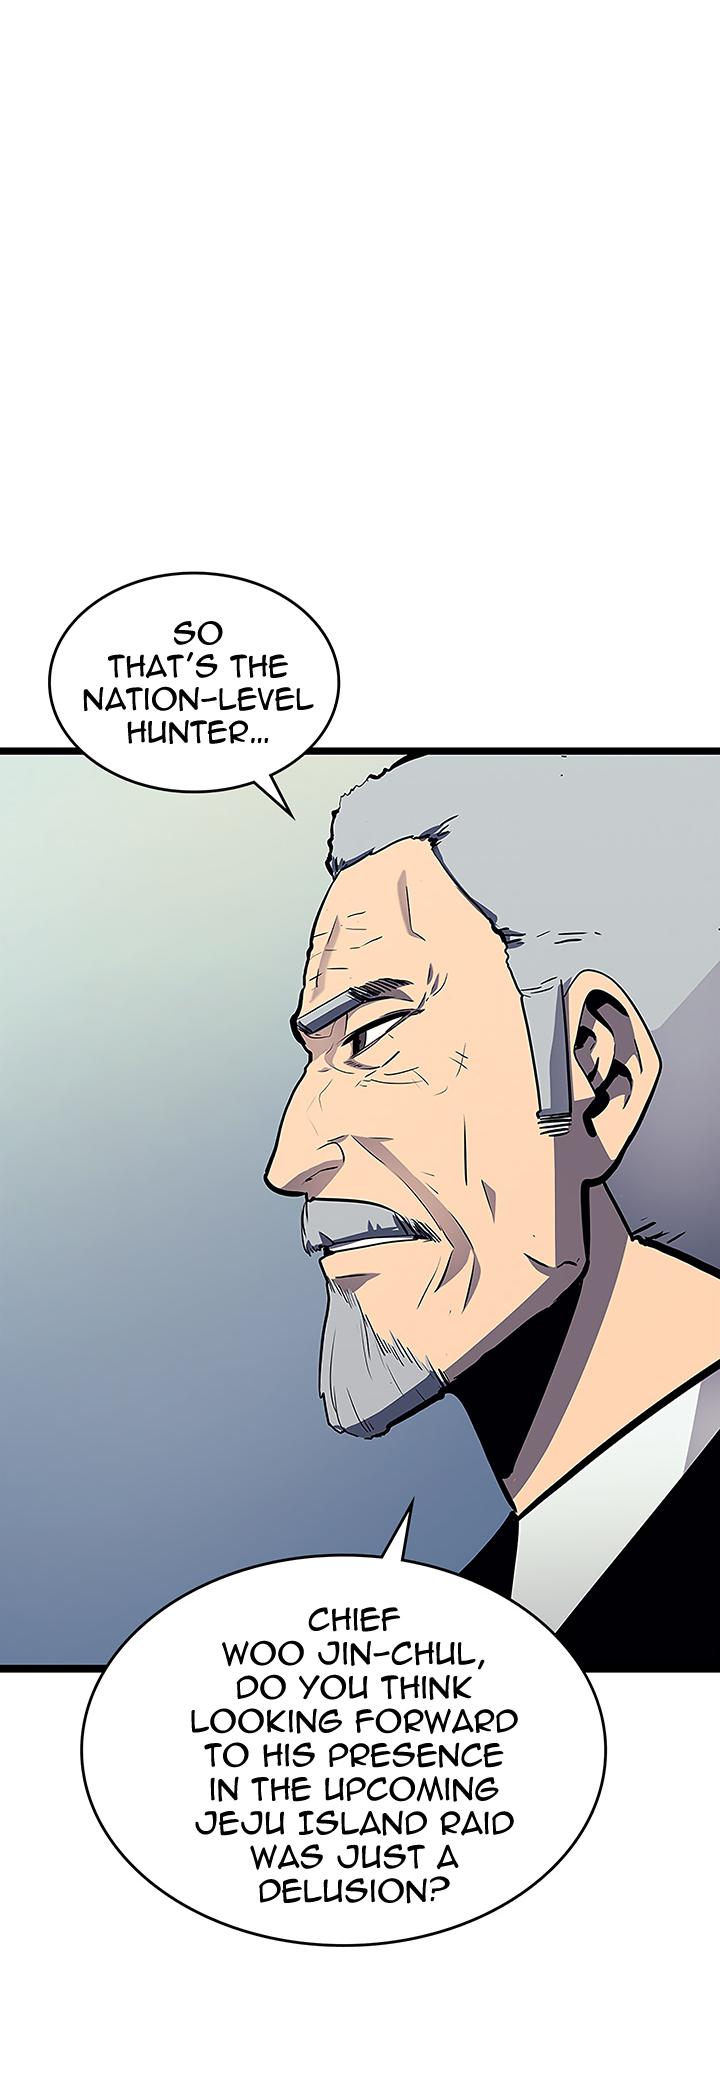 SO
THAT'S THE
NATION-LEVEL
HUNTER...
CHIEF
WOO JIN-CHUL,
DO YOU THINK
LOOKING FORWARD
TO HIS PRESENCE
IN THE UPCOMING
JEJU ISLAND RAID
WAS JUST A
DELUSION?